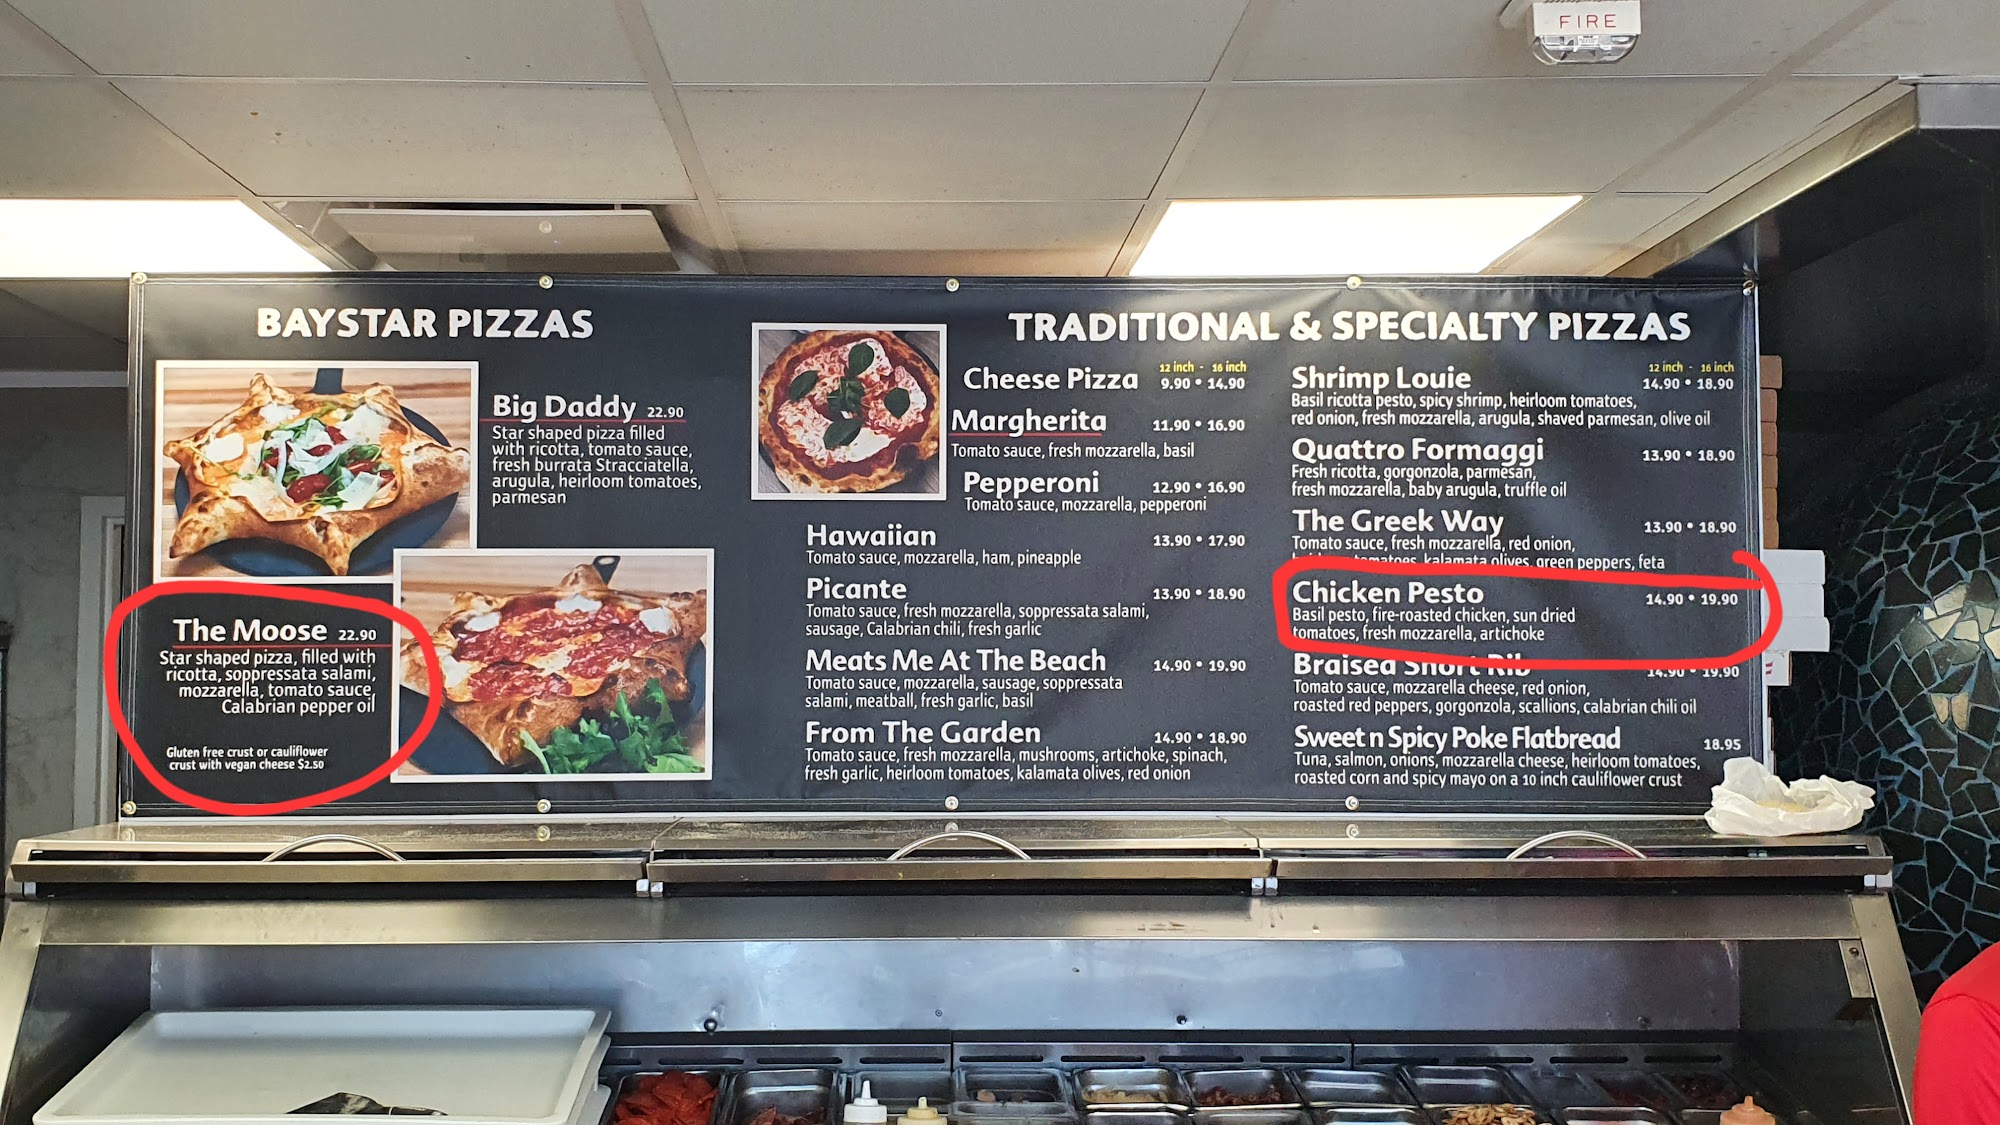 FIRE
BAYSTAR PIZZAS
Big Daddy 22.90
Star shaped pizza filled
with ricotta, tomato sauce,
fresh burrata Stracciatella,
arugula, heirloom tomatoes,
parmesan
The Moose 22.90
Star shaped pizza, filled with
ricotta, soppressata salami,
mozzarella, tomato sauce,
Calabrian pepper oil
Gluten free crust or cauliflower
crust with vegan cheese $2.50
TRADITIONAL & SPECIALTY PIZZAS
12 inch - 16 inch
Cheese Pizza 9.90 • 14.90
Margherita 11.90 • 16.90
Tomato sauce, fresh mozzarella, basil
Pepperoni 12.90 • 16.90
Tomato sauce, mozzarella, pepperoni
Hawaiian 13.90 • 17.90
Tomato sauce, mozzarella, ham, pineapple
Picante 13.90 • 18.90
Tomato sauce, fresh mozzarella, soppressata salami,
sausage, Calabrian chili, fresh garlic
Meats Me At The Beach 14.90 • 19.90
Tomato sauce, mozzarella, sausage, soppressata
salami, meatball, fresh garlic, basil
From The Garden 14.90 • 18.90
Tomato sauce, fresh mozzarella, mushrooms, artichoke, spinach,
fresh garlic, heirloom tomatoes, kalamata olives, red onion
12 inch - 16 inch
Shrimp Louie 14.90 • 18.90
Basil ricotta pesto, spicy shrimp, heirloom tomatoes,
red onion, fresh mozzarella, arugula, shaved parmesan, olive oil
Quattro Formaggi 13.90 • 18.90
Fresh ricotta, gorgonzola, parmesan,
fresh mozzarella, baby arugula, truffle oil
The Greek Way 13.90 • 18.90
Tomato sauce, fresh mozzarella, red onion,
tomatoes, kalamata olives, green peppers, feta
Chicken Pesto 14.90 • 19.90
Basil pesto, fire-roasted chicken, sun dried
tomatoes, fresh mozzarella, artichoke
Braised Short Rib 14.90 • 19.90
Tomato sauce, mozzarella cheese, red onion,
roasted red peppers, gorgonzola, scallions, calabrian chili oil
Sweet n Spicy Poke Flatbread 18.95
Tuna, salmon, onions, mozzarella cheese, heirloom tomatoes,
roasted corn and spicy mayo on a 10 inch cauliflower crust